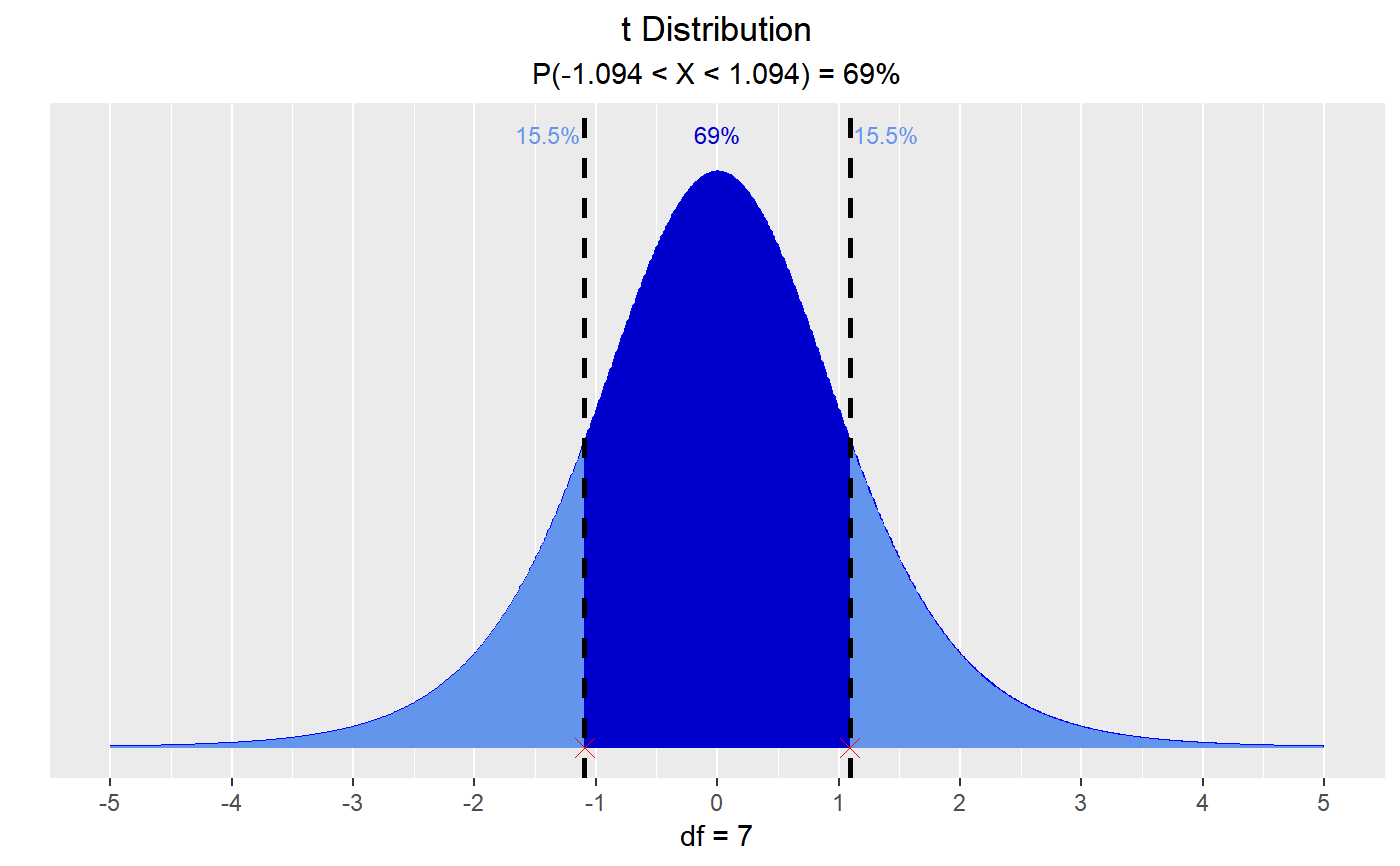 t Distribution
P(-1.094 < X < 1.094) = 69%
15.5% 69% 15.5%
-5 -4 -3 -2 -1 0 1 2 3 4 5
df = 7